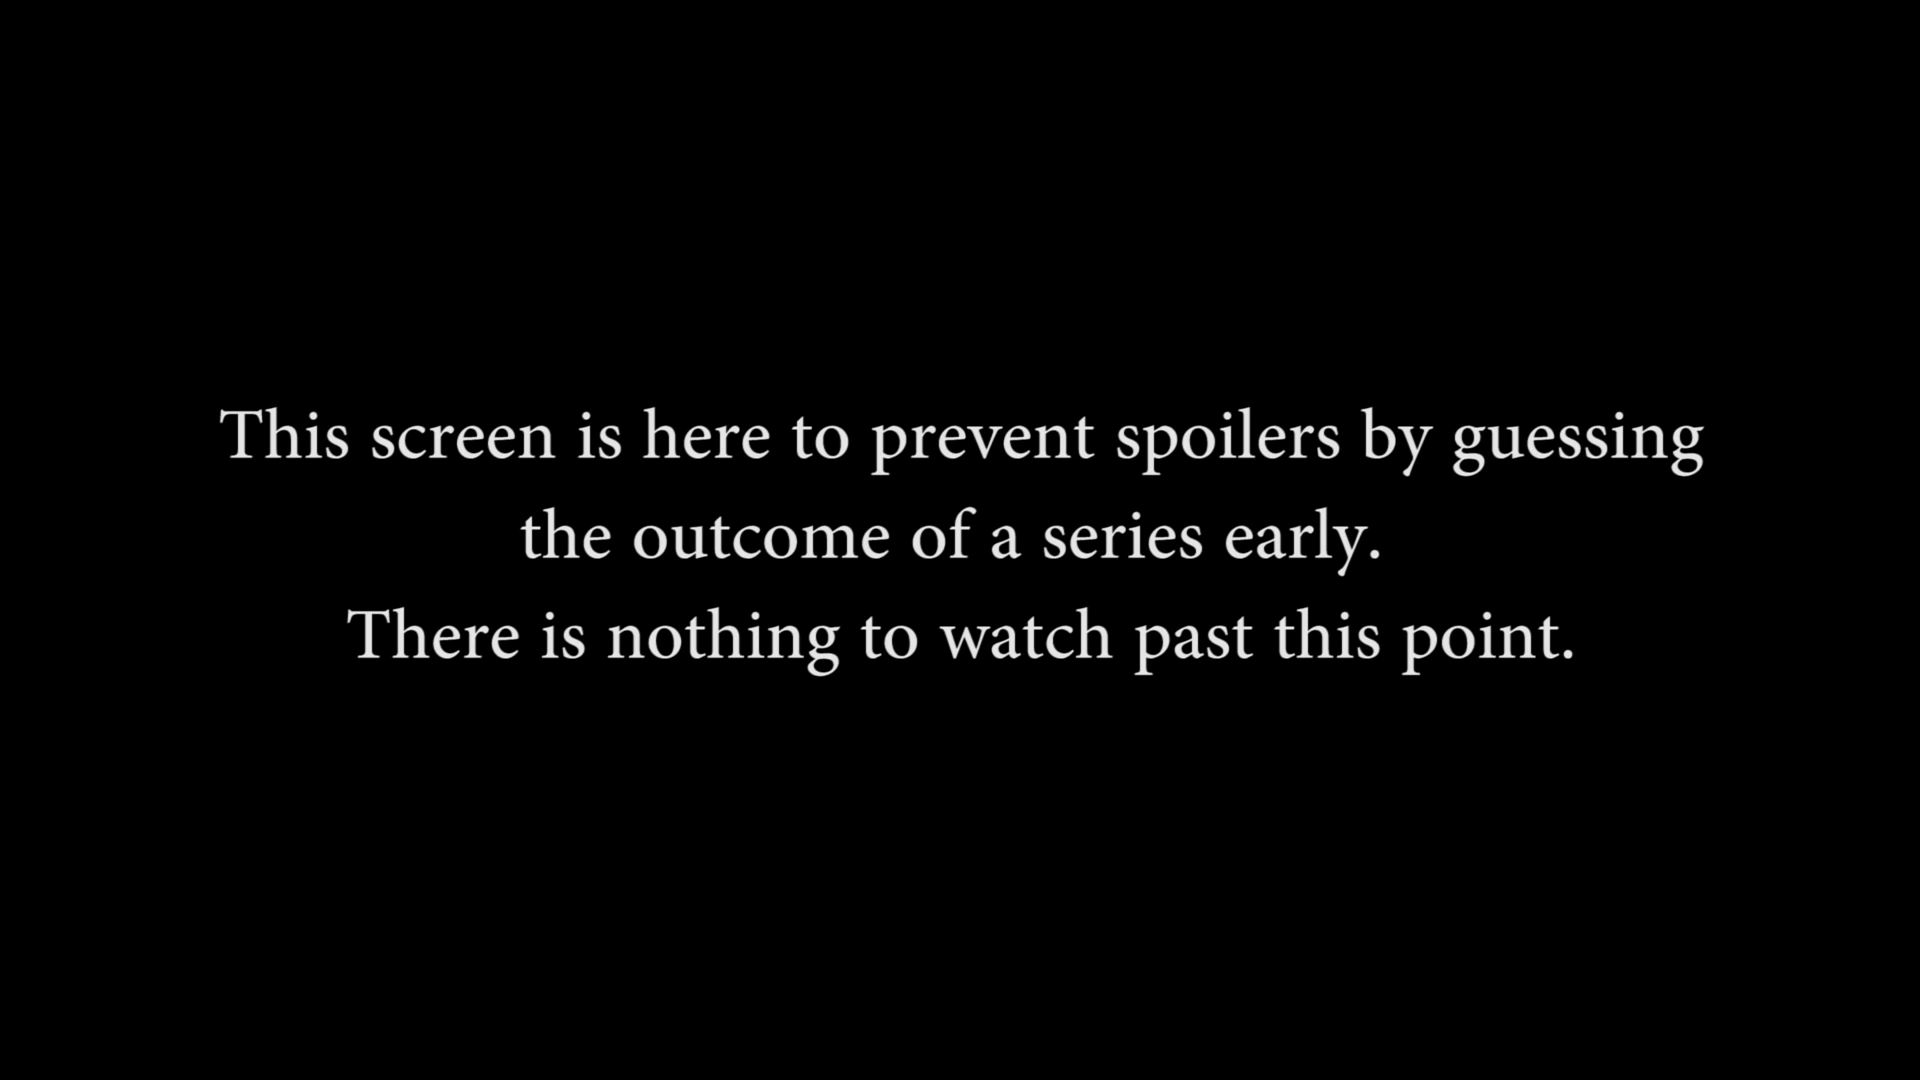 This screen is here to prevent spoilers by guessing
the outcome of a series early.
There is nothing to watch past this point.